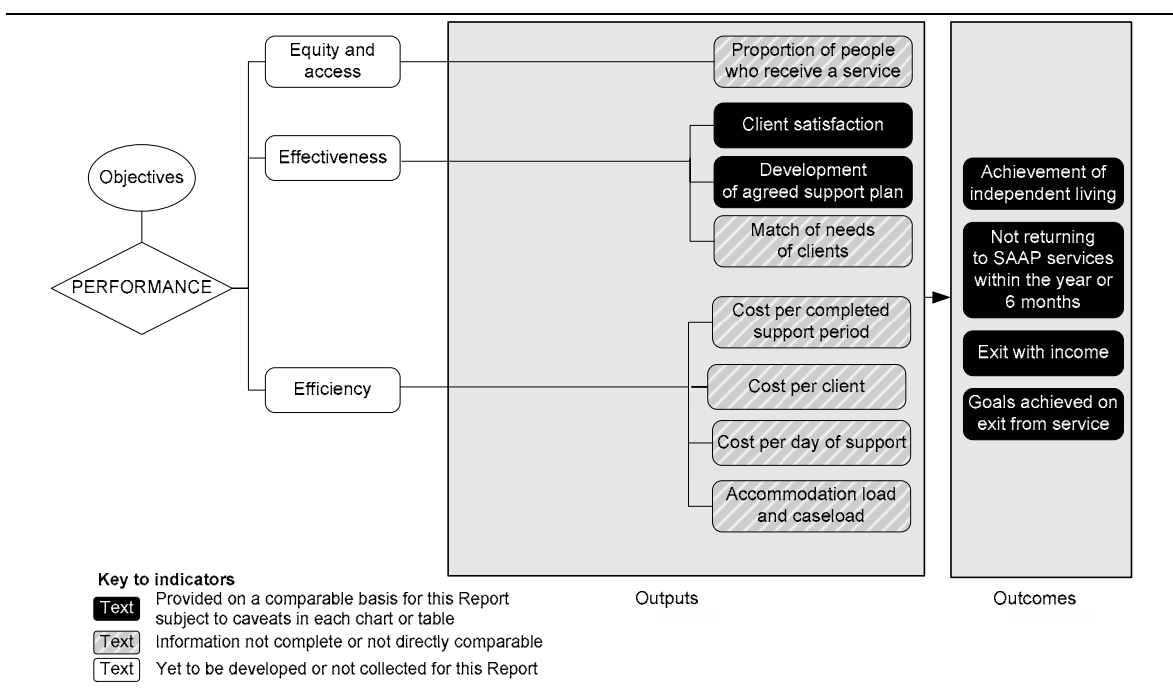 Objectives
PERFORMANCE
Equity and
access
Effectiveness
Efficiency
Proportion of people
who receive a service
Client satisfaction
Development
of agreed support plan
Match of needs
of clients
Cost per completed
support period
Cost per client
Cost per day of support
Accommodation load
and caseload
Achievement of
independent living
Not returning
to SAAP services
within the year or
6 months
Exit with income
Goals achieved on
exit from service
Outputs
Outcomes
Key to indicators
Text
Provided on a comparable basis for this Report
subject to caveats in each chart or table
Text
Information not complete or not directly comparable
Text
Yet to be developed or not collected for this Report